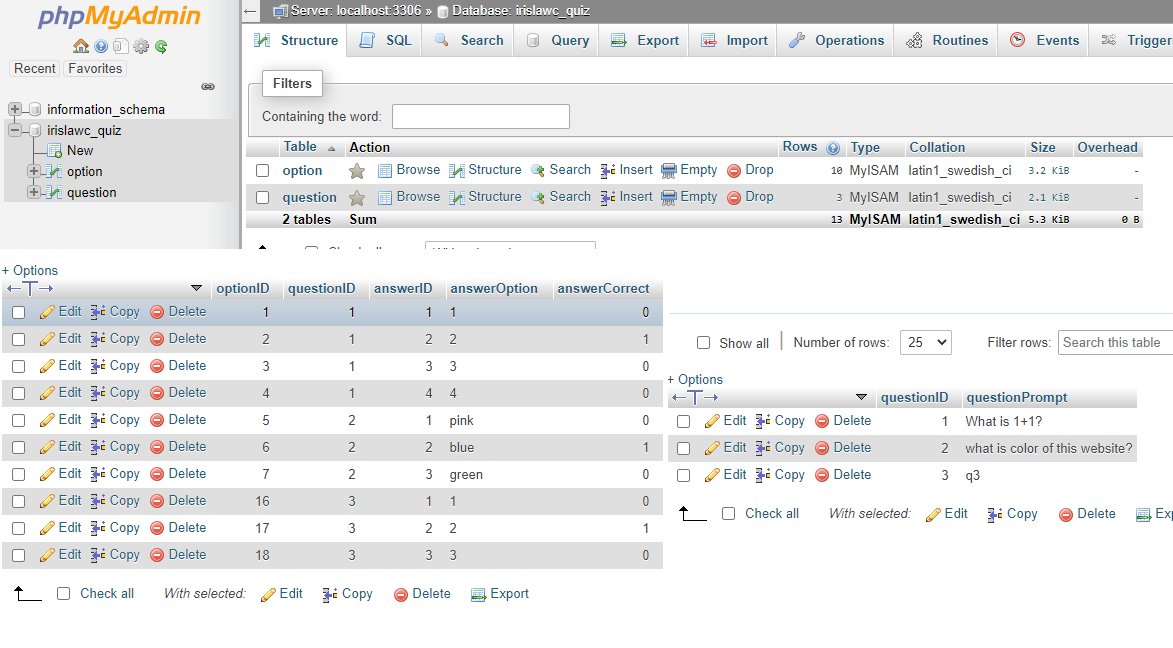 phpMyAdmin
Recent Favorites
information_schema
irislawc_quiz
New
option
question
Server: localhost:3306 » Database: irislawc_quiz
Structure SQL Search Query Export Import Operations Routines Events Trigger
Filters
Containing the word:
Table Action Rows Type Collation Size Overhead
option Browse Structure Search Insert Empty Drop 10 MyISAM latin1_swedish_ci 3.2 KiB -
question Browse Structure Search Insert Empty Drop 3 MyISAM latin1_swedish_ci 2.1 KiB -
2 tables Sum 13 MyISAM latin1_swedish_ci 5.3 KiB 0 B
+ Options
optionID questionID answerID answerOption answerCorrect
Edit Copy Delete 1 1 1 1 0
Edit Copy Delete 2 1 2 2 1
Edit Copy Delete 3 1 3 3 0
Edit Copy Delete 4 1 4 4 0
Edit Copy Delete 5 2 1 pink 0
Edit Copy Delete 6 2 2 blue 1
Edit Copy Delete 7 2 3 green 0
Edit Copy Delete 16 3 1 1 0
Edit Copy Delete 17 3 2 2 1
Edit Copy Delete 18 3 3 3 0
Check all With selected: Edit Copy Delete Export
Show all Number of rows: 25 Filter rows: Search this table
+ Options
questionID questionPrompt
Edit Copy Delete 1 What is 1+1?
Edit Copy Delete 2 what is color of this website?
Edit Copy Delete 3 q3
Check all With selected: Edit Copy Delete Exp